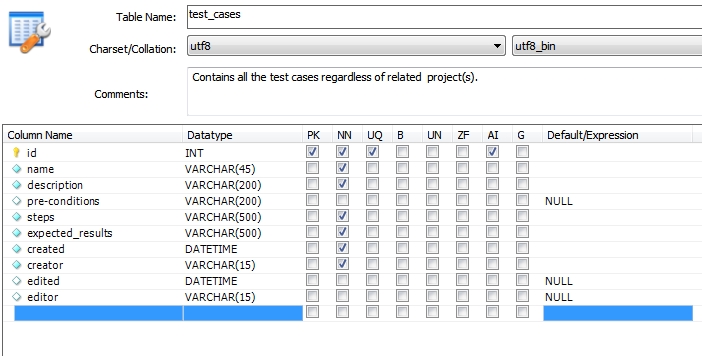 Table Name: test_cases
Charset/Collation: utf8 utf8_bin
Comments: Contains all the test cases regardless of related project(s).
Column Name Datatype PK NN UQ B UN ZF AI G Default/Expression
id INT
name VARCHAR(45)
description VARCHAR(200)
pre-conditions VARCHAR(200) NULL
steps VARCHAR(500)
expected_results VARCHAR(500)
created DATETIME
creator VARCHAR(15)
edited DATETIME NULL
editor VARCHAR(15) NULL